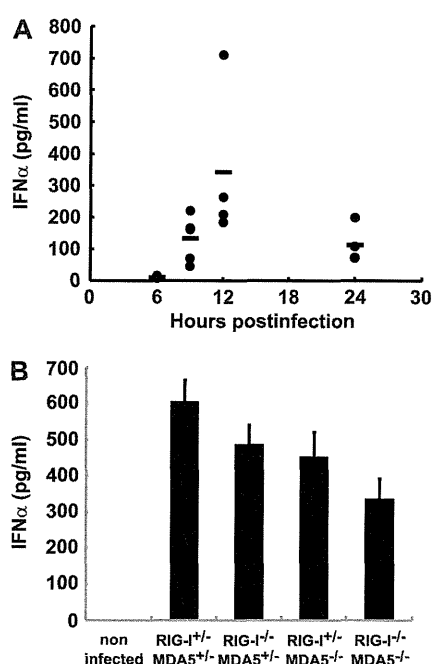 A
IFNα (pg/ml)
800
700
600
500
400
300
200
100
0
0 6 12 18 24 30
Hours postinfection
B
IFNα (pg/ml)
700
600
500
400
300
200
100
0
non RIG-I+/- RIG-I-/- RIG-I+/- RIG-I-/-
infected MDA5+/- MDA5+/- MDA5-/- MDA5-/-